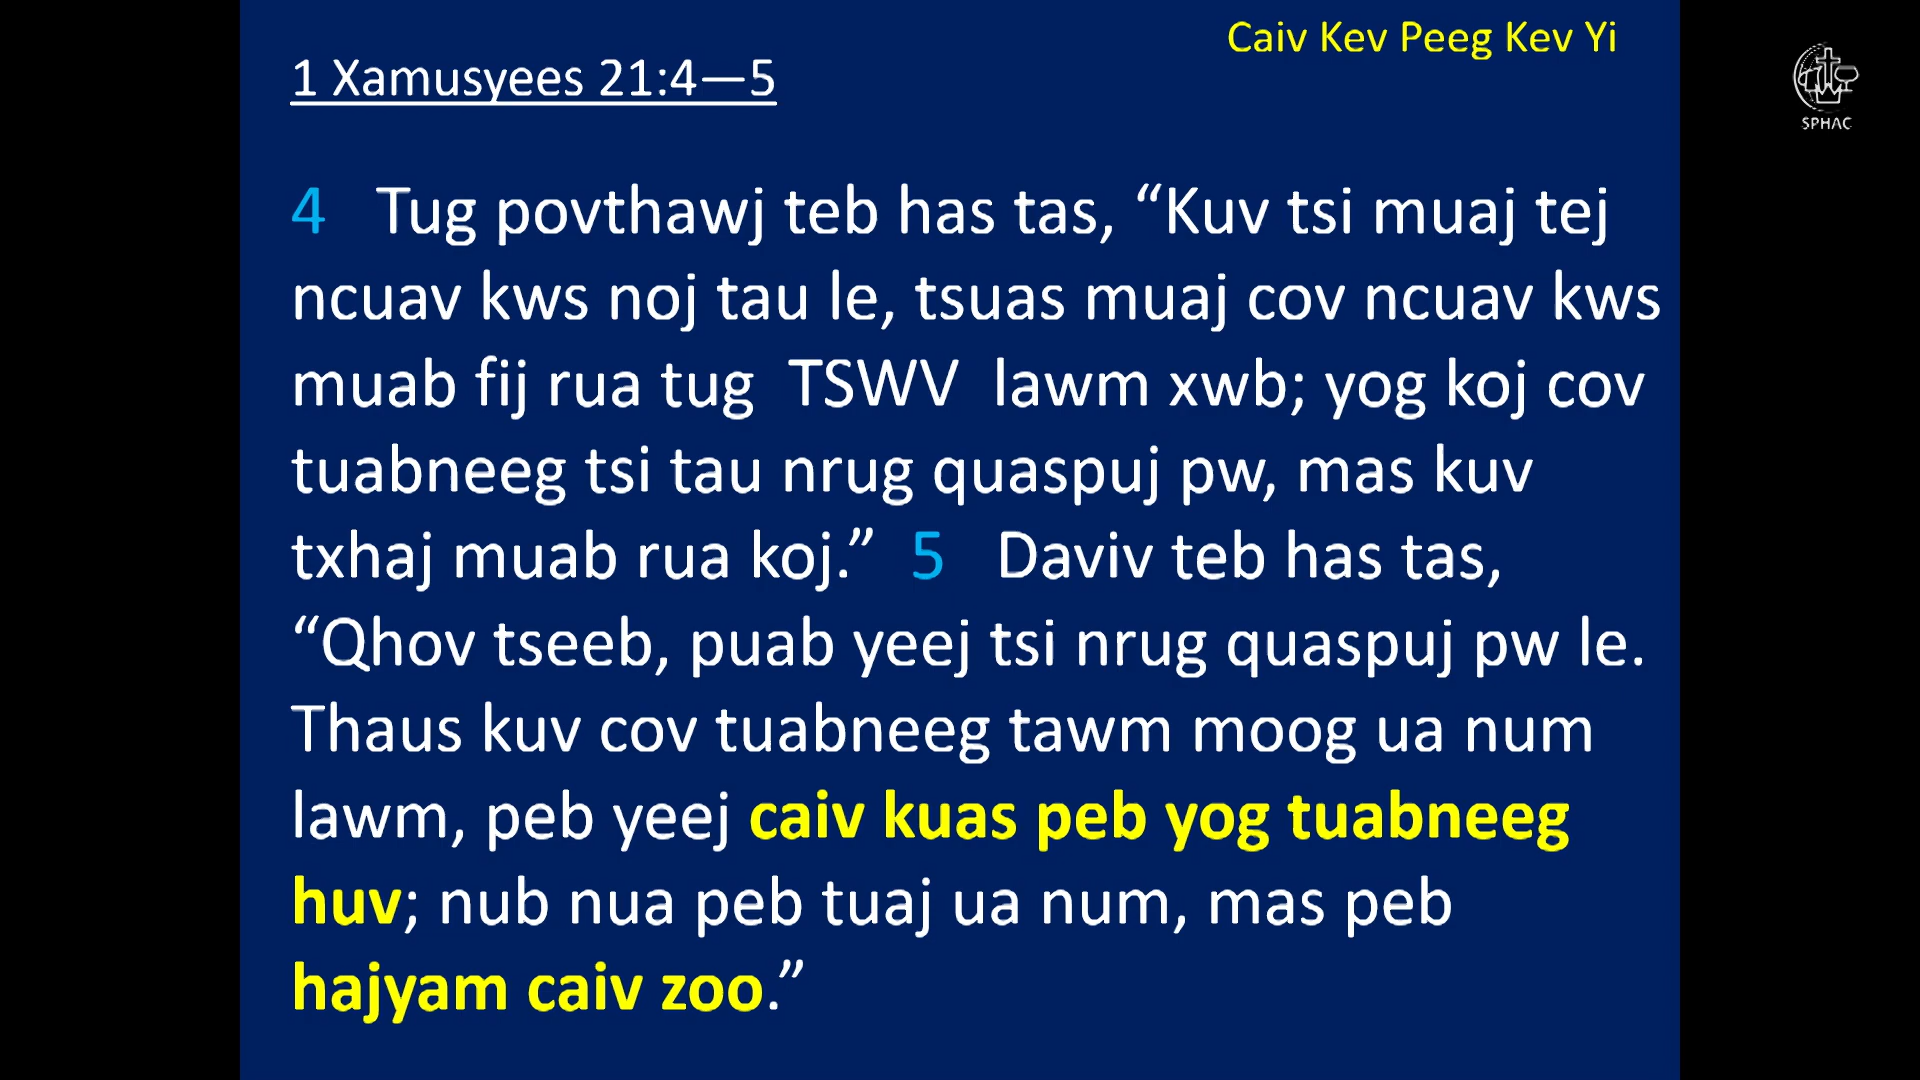 Caiv Kev Peeg Kev Yi
1 Xamusyees 21:4—5
SPHAC
4 Tug povthawj teb has tas, “Kuv tsi muaj tej
ncuav kws noj tau le, tsuas muaj cov ncuav kws
muab fij rua tug TSWV lawm xwb; yog koj cov
tuabneeg tsi tau nrug quaspuj pw, mas kuv
txhaj muab rua koj.” 5 Daviv teb has tas,
“Qhov tseeb, puab yeej tsi nrug quaspuj pw le.
Thaus kuv cov tuabneeg tawm moog ua num
lawm, peb yeej caiv kuas peb yog tuabneeg
huv; nub nua peb tuaj ua num, mas peb
hajyam caiv zoo.”